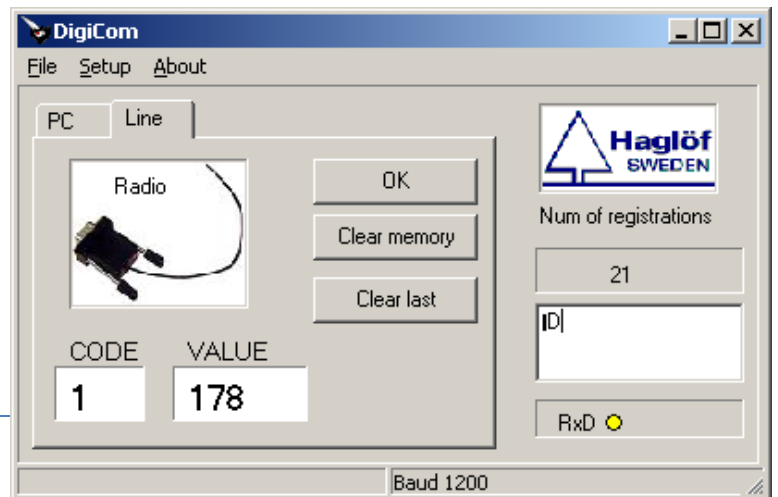 DigiCom
File Setup About
PC Line
Radio
OK
Clear memory
Clear last
CODE VALUE
1 178
Haglöf
SWEDEN
Num of registrations
21
ID
RxD
Baud 1200